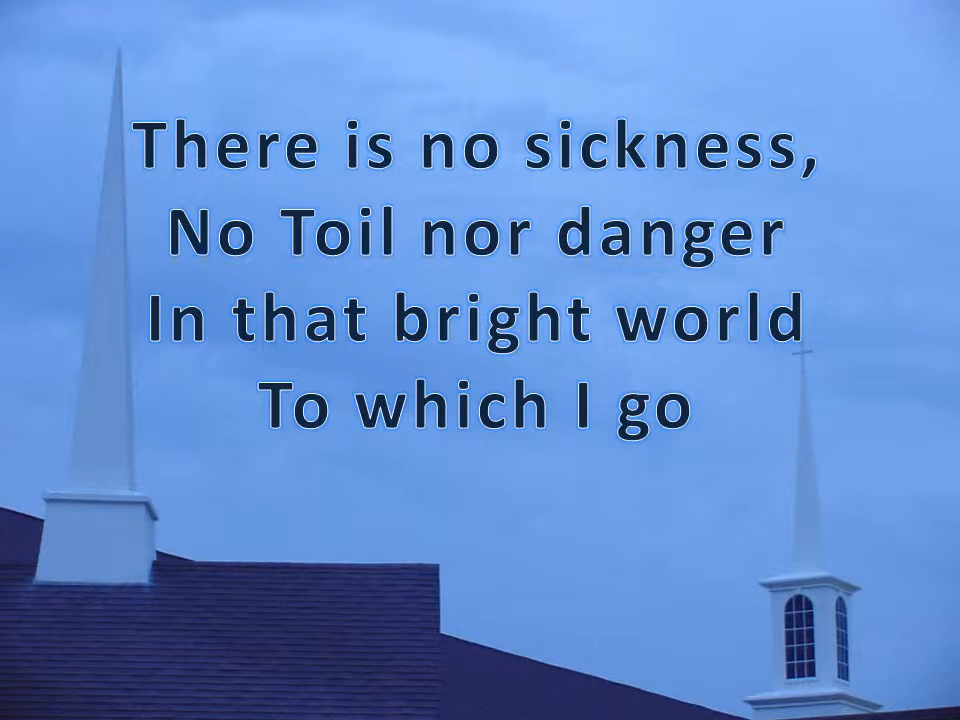 There is no sickness,
No Toil nor danger
In that bright world
To which I go